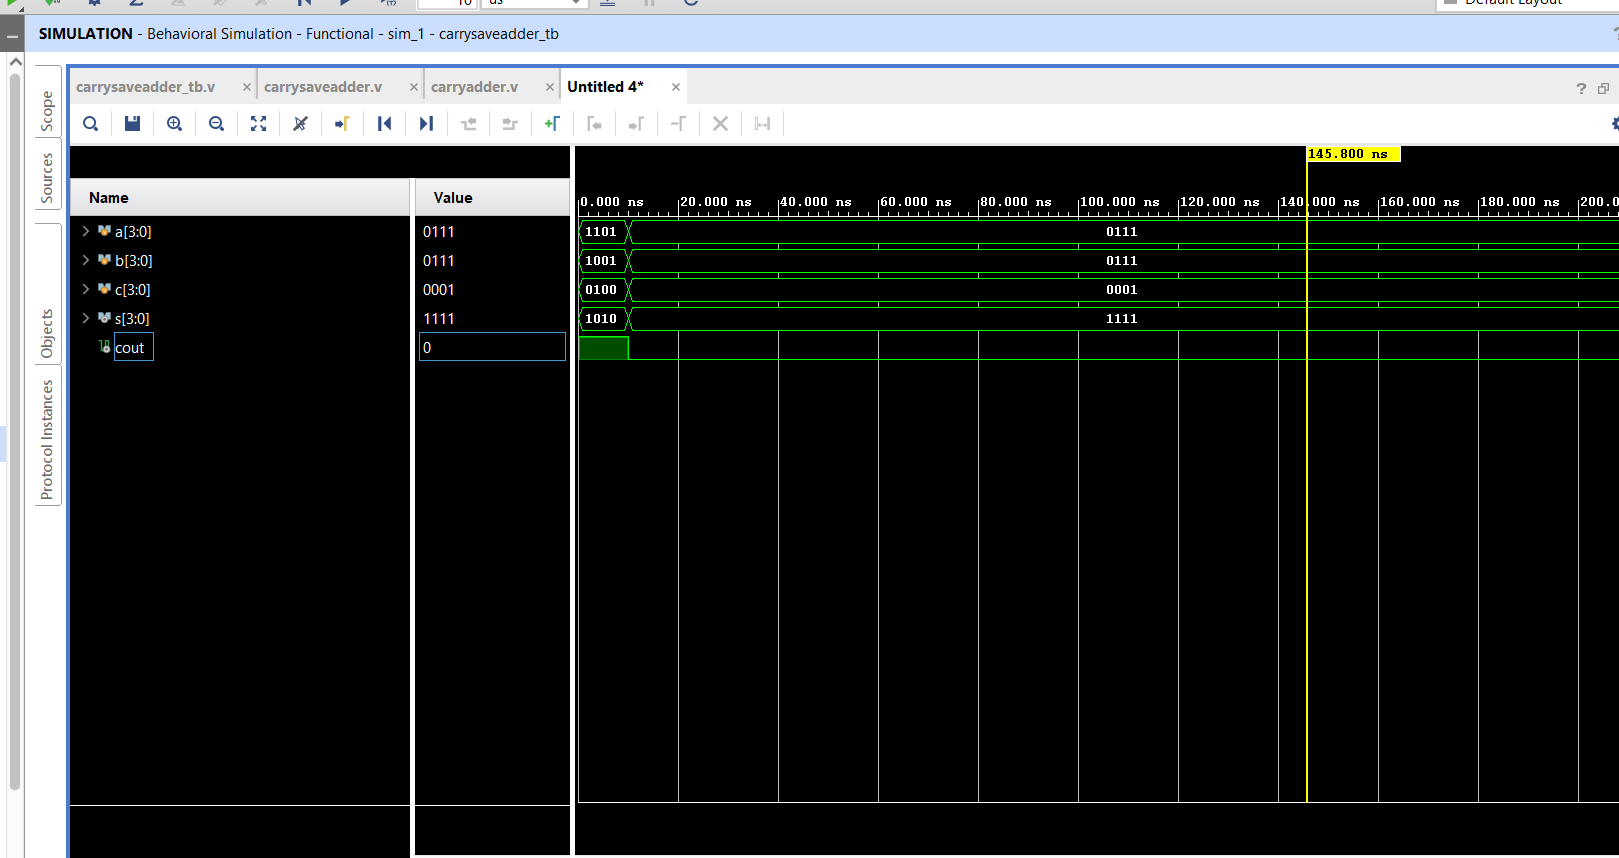 10 us Default Layout
SIMULATION - Behavioral Simulation - Functional - sim_1 - carrysaveadder_tb
carrysaveadder_tb.v carrysaveadder.v carryadder.v Untitled 4*
Scope
Sources
Objects
Protocol Instances
145.800 ns
Name Value
0.000 ns 20.000 ns 40.000 ns 60.000 ns 80.000 ns 100.000 ns 120.000 ns 140.000 ns 160.000 ns 180.000 ns 200.0
a[3:0] 0111 1101 0111
b[3:0] 0111 1001 0111
c[3:0] 0001 0100 0001
s[3:0] 1111 1010 1111
cout 0